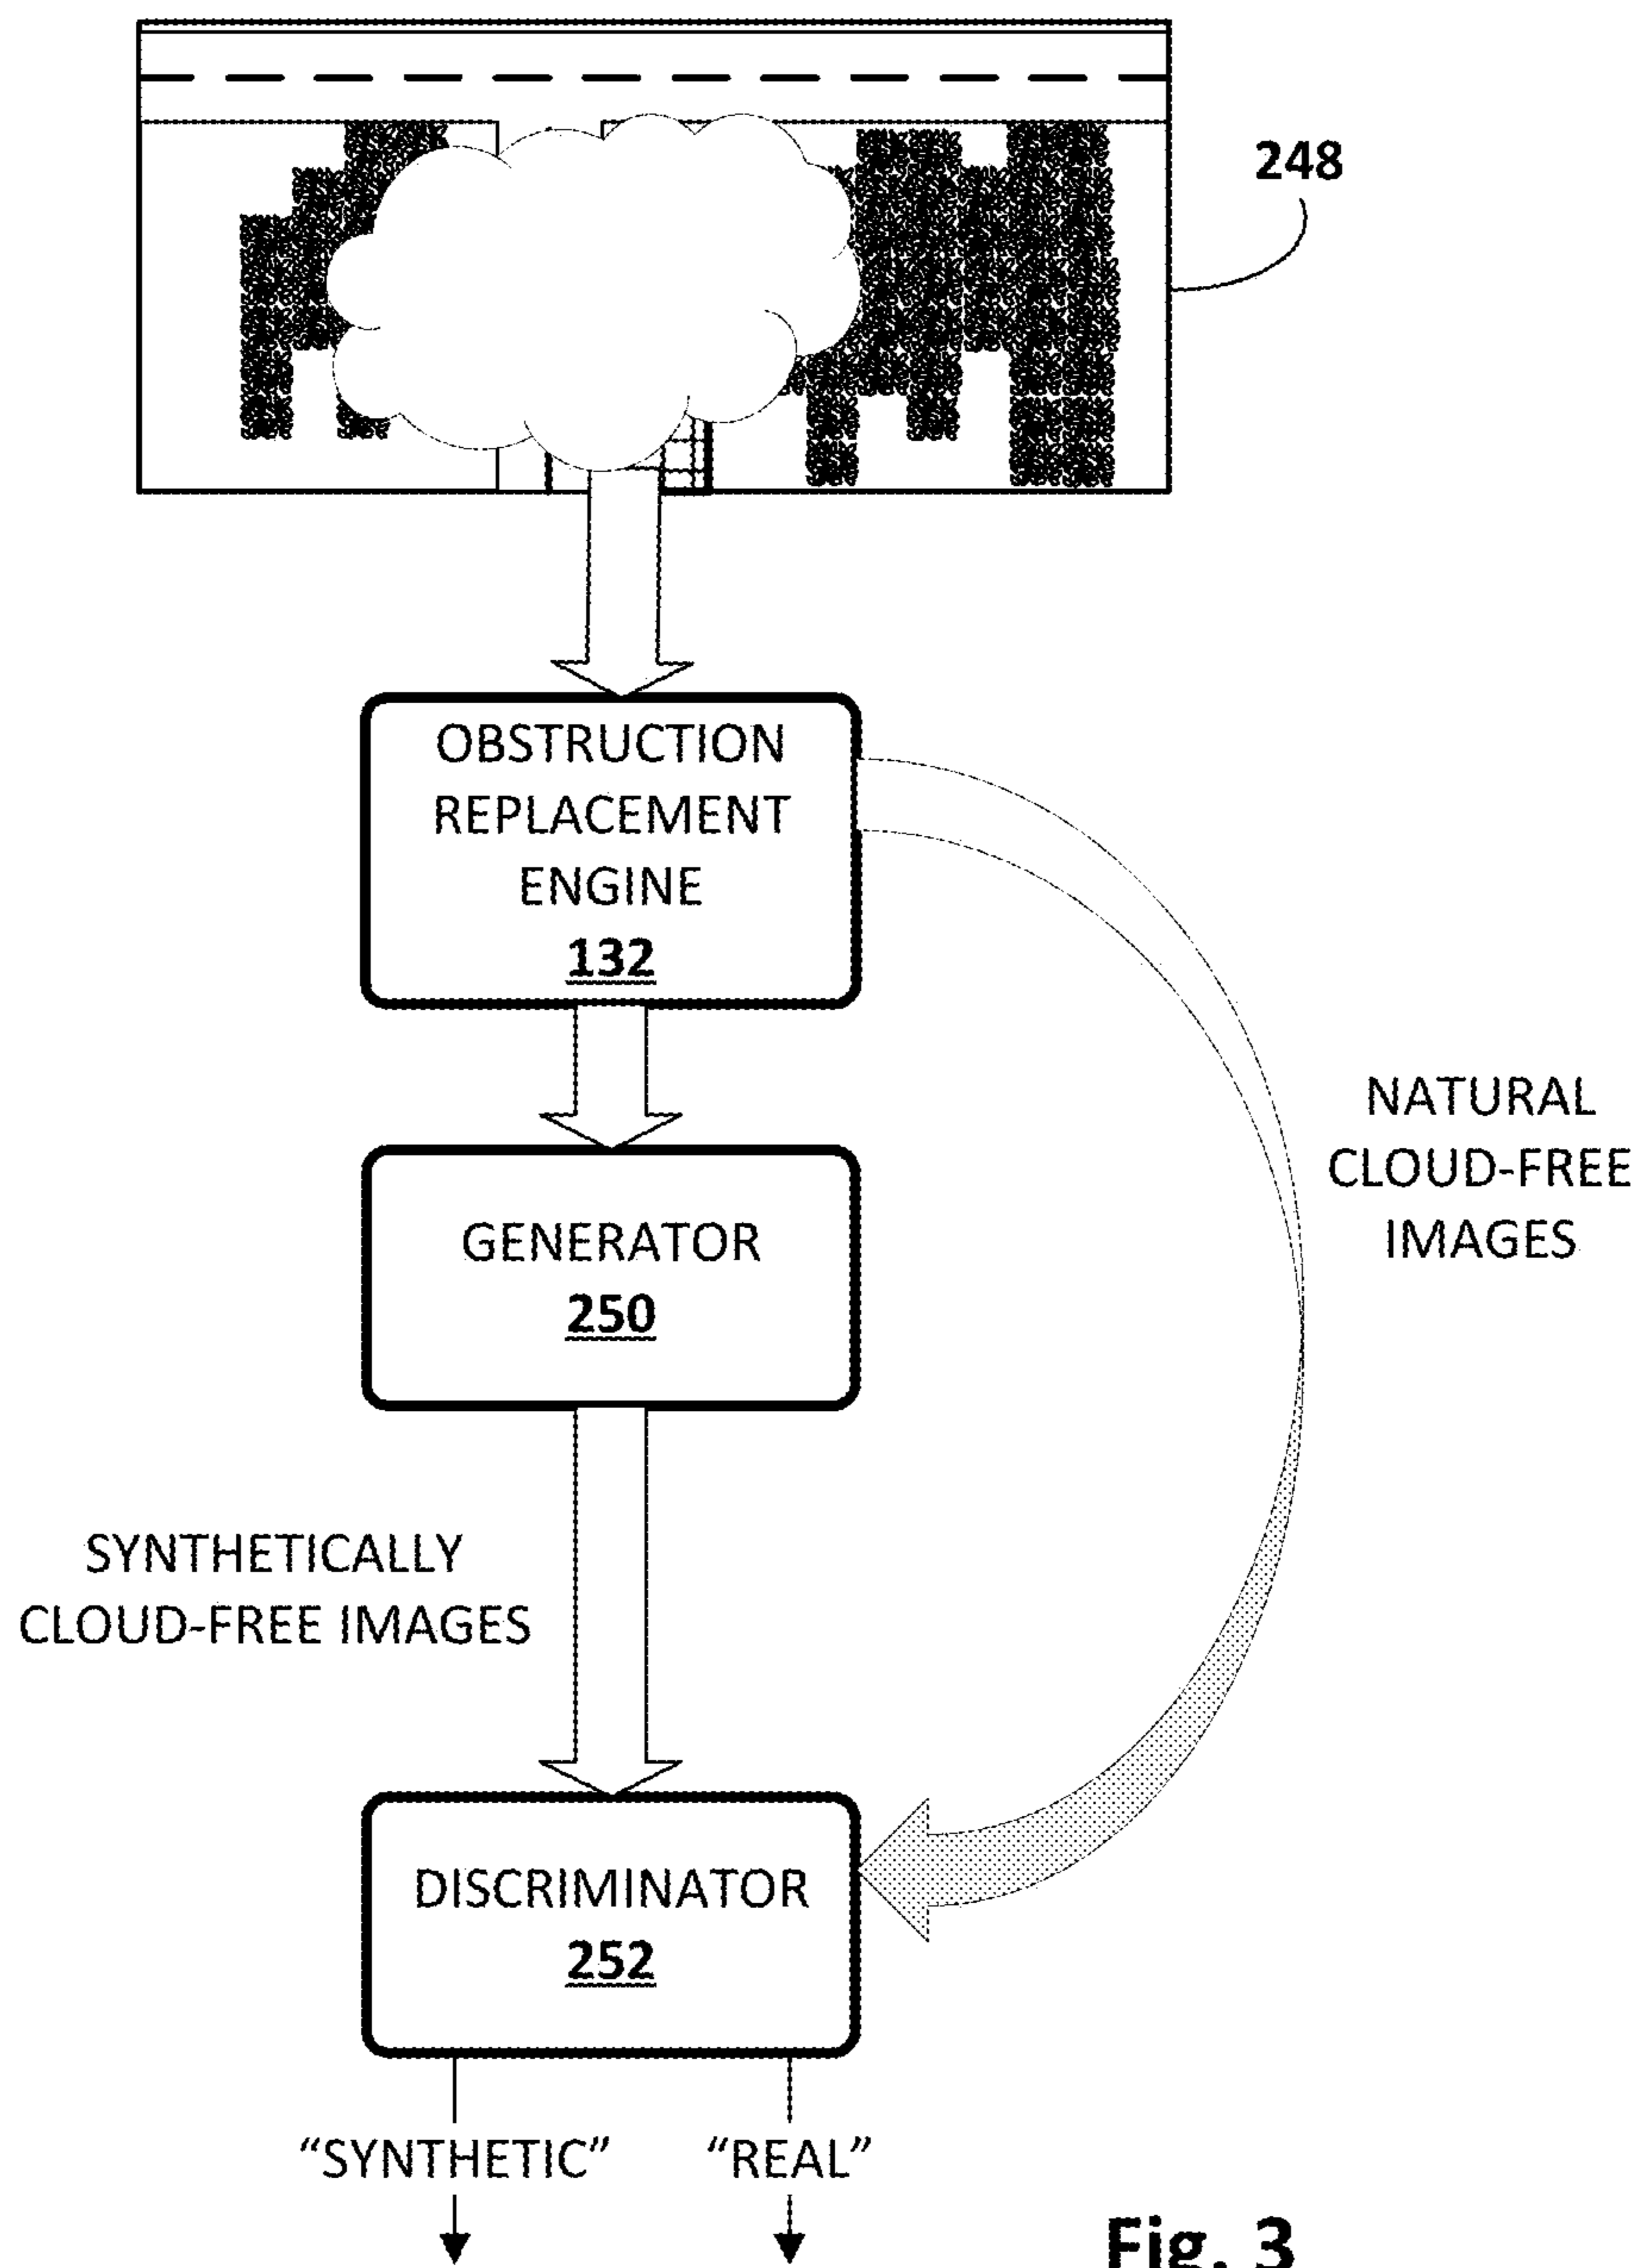 248
OBSTRUCTION
REPLACEMENT
ENGINE
132
NATURAL
CLOUD-FREE
IMAGES
GENERATOR
250
SYNTHETICALLY
CLOUD-FREE IMAGES
DISCRIMINATOR
252
“SYNTHETIC” “REAL”
Fig. 3